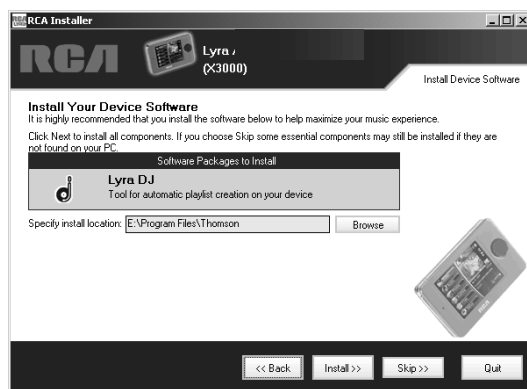 RCA Installer
RCA
Lyra
(X3000)
Install Device Software
Install Your Device Software
It is highly recommended that you install the software below to help maximize your music experience.
Click Next to install all components. If you choose Skip some essential components may still be installed if they are
not found on your PC.
Software Packages to Install
Lyra DJ
Tool for automatic playlist creation on your device
Specify install location: E:\Program Files\Thomson Browse
RCA
<< Back Install >> Skip >> Quit